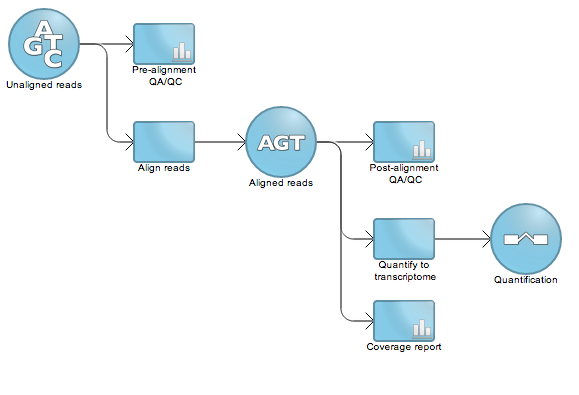 A
G T
C
Unaligned reads
Pre-alignment
QA/QC
Align reads
AGT
Aligned reads
Post-alignment
QA/QC
Quantify to
transcriptome
Quantification
Coverage report